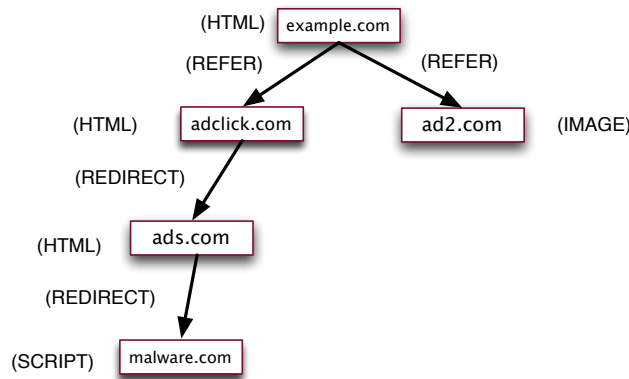 (HTML) example.com
(REFER) (REFER)
(HTML) adclick.com ad2.com (IMAGE)
(REDIRECT)
(HTML) ads.com
(REDIRECT)
(SCRIPT) malware.com